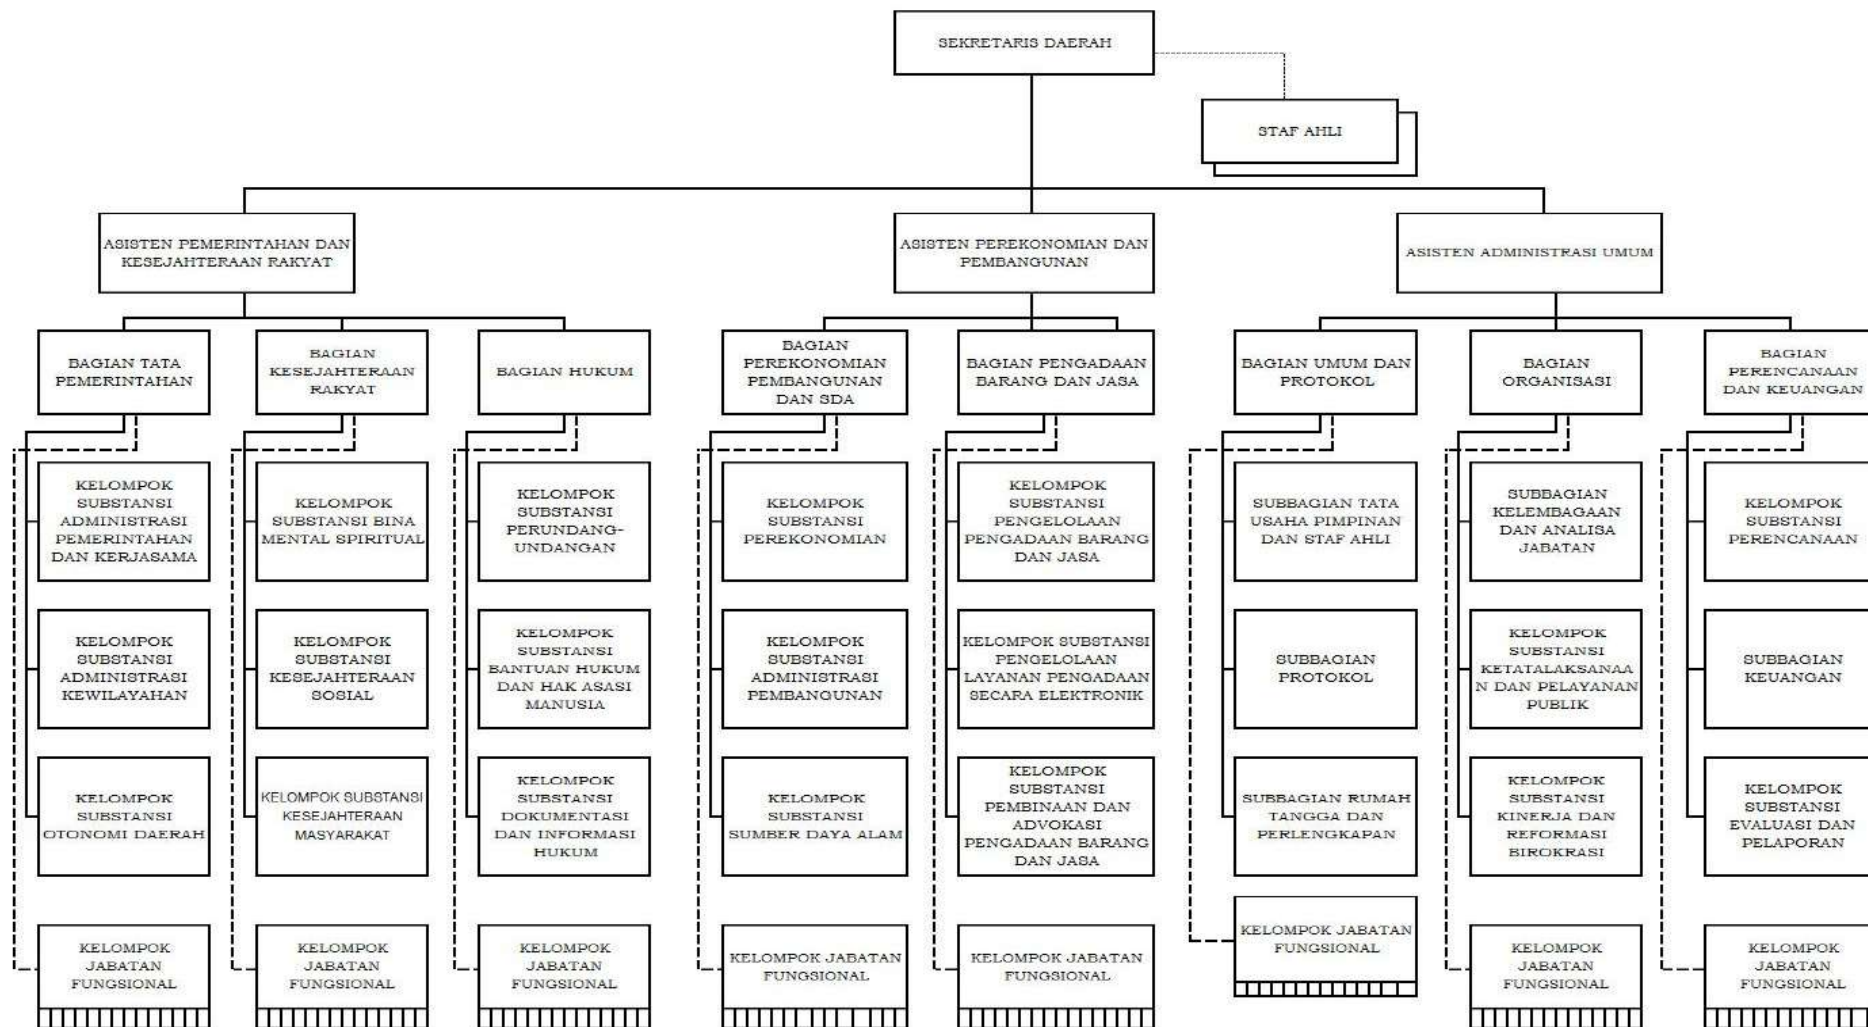 SEKRETARIS DAERAH
STAF AHLI
ASISTEN PEMERINTAHAN DAN
KESEJAHTERAAN RAKYAT
ASISTEN PEREKONOMIAN DAN
PEMBANGUNAN
ASISTEN ADMINISTRASI UMUM
BAGIAN TATA
PEMERINTAHAN
BAGIAN
KESEJAHTERAAN
RAKYAT
BAGIAN HUKUM
BAGIAN
PEREKONOMIAN
PEMBANGUNAN
DAN SDA
BAGIAN PENGADAAN
BARANG DAN JASA
BAGIAN UMUM DAN
PROTOKOL
BAGIAN
ORGANISASI
BAGIAN
PERENCANAAN
DAN KEUANGAN
KELOMPOK
SUBSTANSI
ADMINISTRASI
PEMERINTAHAN
DAN KERJASAMA
KELOMPOK
SUBSTANSI BINA
MENTAL SPIRITUAL
KELOMPOK
SUBSTANSI
PERUNDANG-
UNDANGAN
KELOMPOK
SUBSTANSI
PEREKONOMIAN
KELOMPOK
SUBSTANSI
PENGELOLAAN
PENGADAAN BARANG
DAN JASA
SUBBAGIAN TATA
USAHA PIMPINAN
DAN STAF AHLI
SUBBAGIAN
KELEMBAGAAN
DAN ANALISA
JABATAN
KELOMPOK
SUBSTANSI
PERENCANAAN
KELOMPOK
SUBSTANSI
ADMINISTRASI
KEWILAYAHAN
KELOMPOK
SUBSTANSI
KESEJAHTERAAN
SOSIAL
KELOMPOK
SUBSTANSI
BANTUAN HUKUM
DAN HAK ASASI
MANUSIA
KELOMPOK
SUBSTANSI
ADMINISTRASI
PEMBANGUNAN
KELOMPOK SUBSTANSI
PENGELOLAAN
LAYANAN PENGADAAN
SECARA ELEKTRONIK
SUBBAGIAN
PROTOKOL
KELOMPOK
SUBSTANSI
KETATALAKSANAA
N DAN PELAYANAN
PUBLIK
SUBBAGIAN
KEUANGAN
KELOMPOK
SUBSTANSI
OTONOMI DAERAH
KELOMPOK SUBSTANSI
KESEJAHTERAAN
MASYARAKAT
KELOMPOK
SUBSTANSI
DOKUMENTASI
DAN INFORMASI
HUKUM
KELOMPOK
SUBSTANSI
SUMBER DAYA ALAM
KELOMPOK
SUBSTANSI
PEMBINAAN DAN
ADVOKASI
PENGADAAN BARANG
DAN JASA
SUBBAGIAN RUMAH
TANGGA DAN
PERLENGKAPAN
KELOMPOK
SUBSTANSI
KINERJA DAN
REFORMASI
BIROKRASI
KELOMPOK
SUBSTANSI
EVALUASI DAN
PELAPORAN
KELOMPOK
JABATAN
FUNGSIONAL
KELOMPOK
JABATAN
FUNGSIONAL
KELOMPOK
JABATAN
FUNGSIONAL
KELOMPOK JABATAN
FUNGSIONAL
KELOMPOK JABATAN
FUNGSIONAL
KELOMPOK JABATAN
FUNGSIONAL
KELOMPOK
JABATAN
FUNGSIONAL
KELOMPOK
JABATAN
FUNGSIONAL